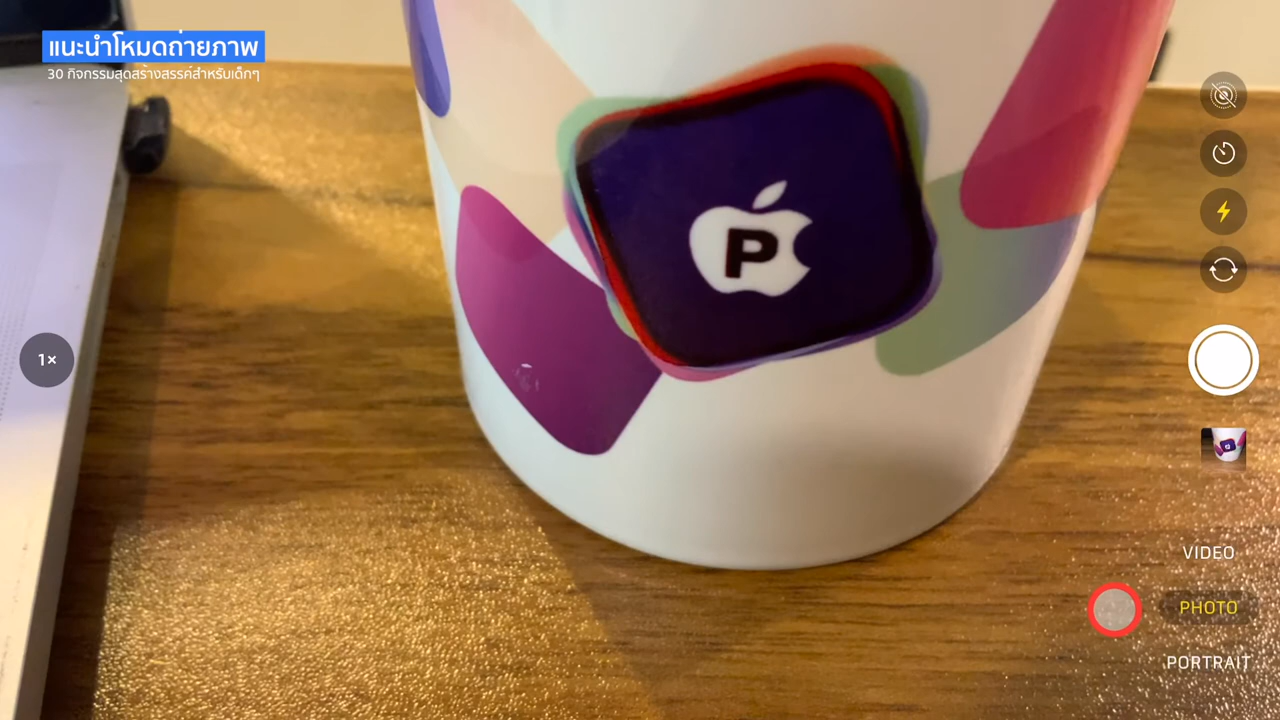 แนะนำโหมดถ่ายภาพ
30 กิจกรรมสุดสร้างสรรค์สำหรับเด็กๆ
P
1×
VIDEO
PHOTO
PORTRAIT